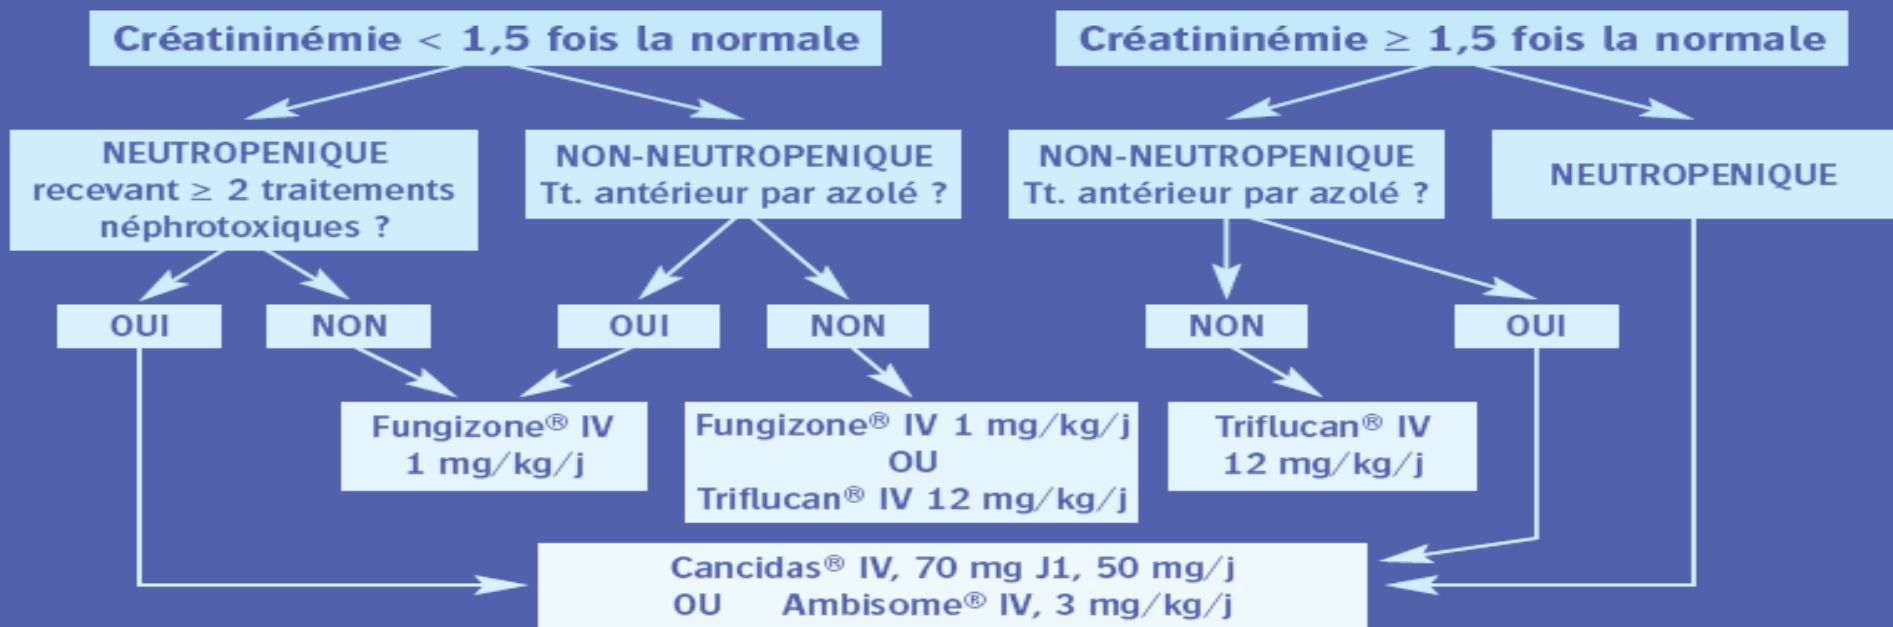 Créatininémie < 1,5 fois la normale
Créatininémie ≥ 1,5 fois la normale
NEUTROPENIQUE
recevant ≥ 2 traitements
néphrotoxiques ?
NON-NEUTROPENIQUE
Tt. antérieur par azolé ?
NON-NEUTROPENIQUE
Tt. antérieur par azolé ?
NEUTROPENIQUE
OUI
NON
OUI
NON
NON
OUI
Fungizone® IV
1 mg/kg/j
Fungizone® IV 1 mg/kg/j
OU
Triflucan® IV 12 mg/kg/j
Triflucan® IV
12 mg/kg/j
Cancidas® IV, 70 mg J1, 50 mg/j
OU Ambisome® IV, 3 mg/kg/j